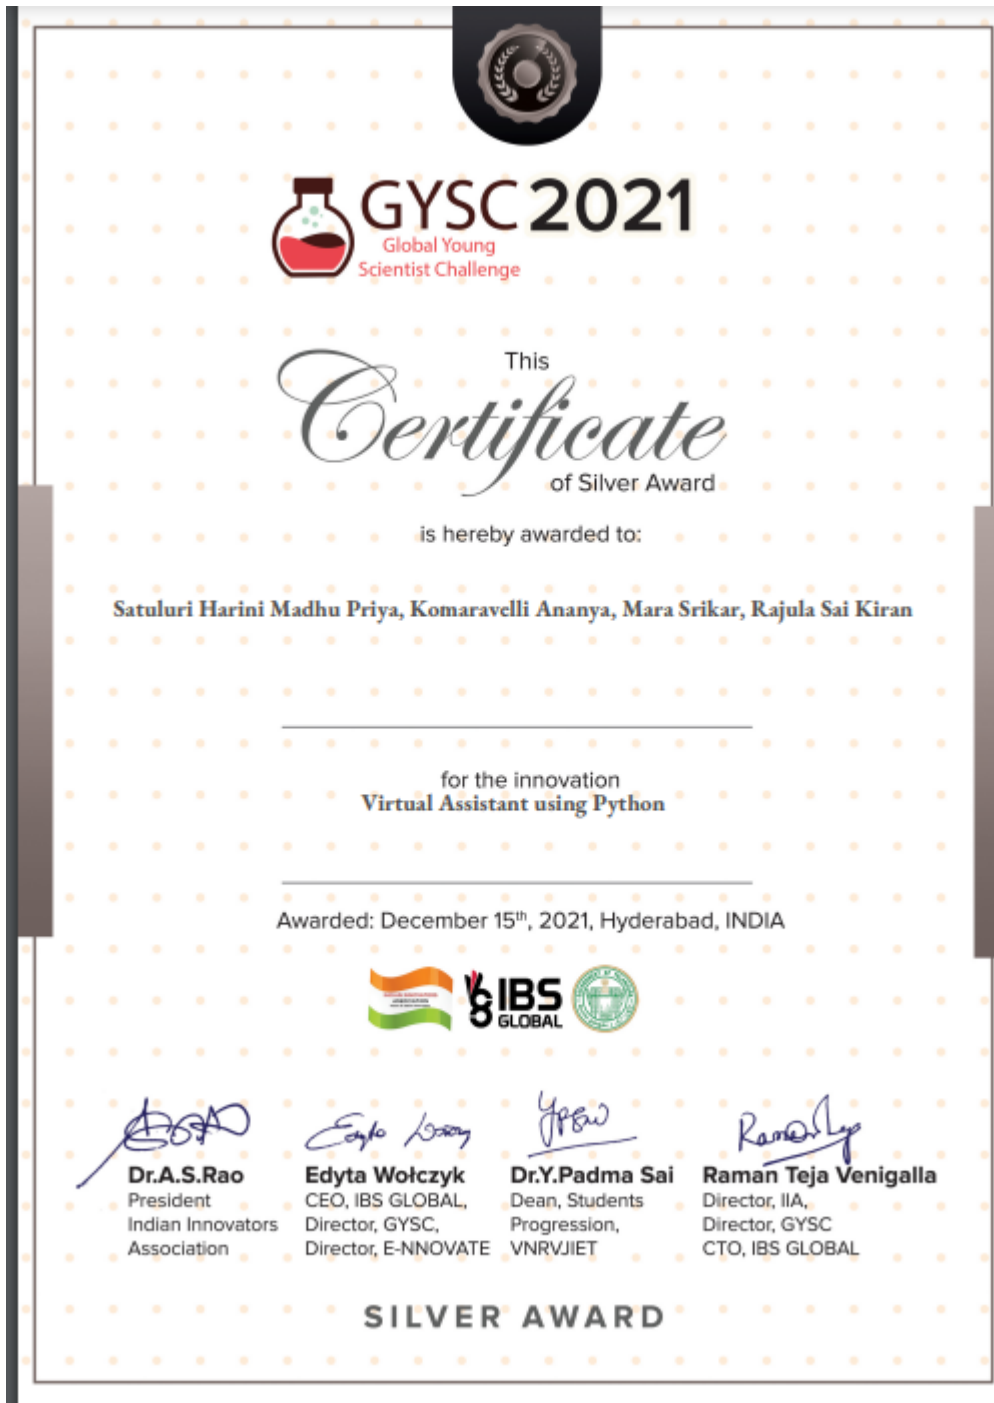 GYSC 2021
Global Young
Scientist Challenge
This
Certificate
of Silver Award
is hereby awarded to:
Satuluri Harini Madhu Priya, Komaravelli Ananya, Mara Srikar, Rajula Sai Kiran
for the innovation
Virtual Assistant using Python
Awarded: December 15th, 2021, Hyderabad, INDIA
IBS
GLOBAL
Dr.A.S.Rao
President
Indian Innovators
Association
Edyta Wołczyk
CEO, IBS GLOBAL,
Director, GYSC,
Director, E-NNOVATE
Dr.Y.Padma Sai
Dean, Students
Progression,
VNRVJIET
Raman Teja Venigalla
Director, IIA,
Director, GYSC
CTO, IBS GLOBAL
SILVER AWARD